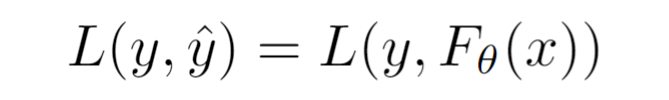 L(y, ŷ) = L(y, F_θ(x))